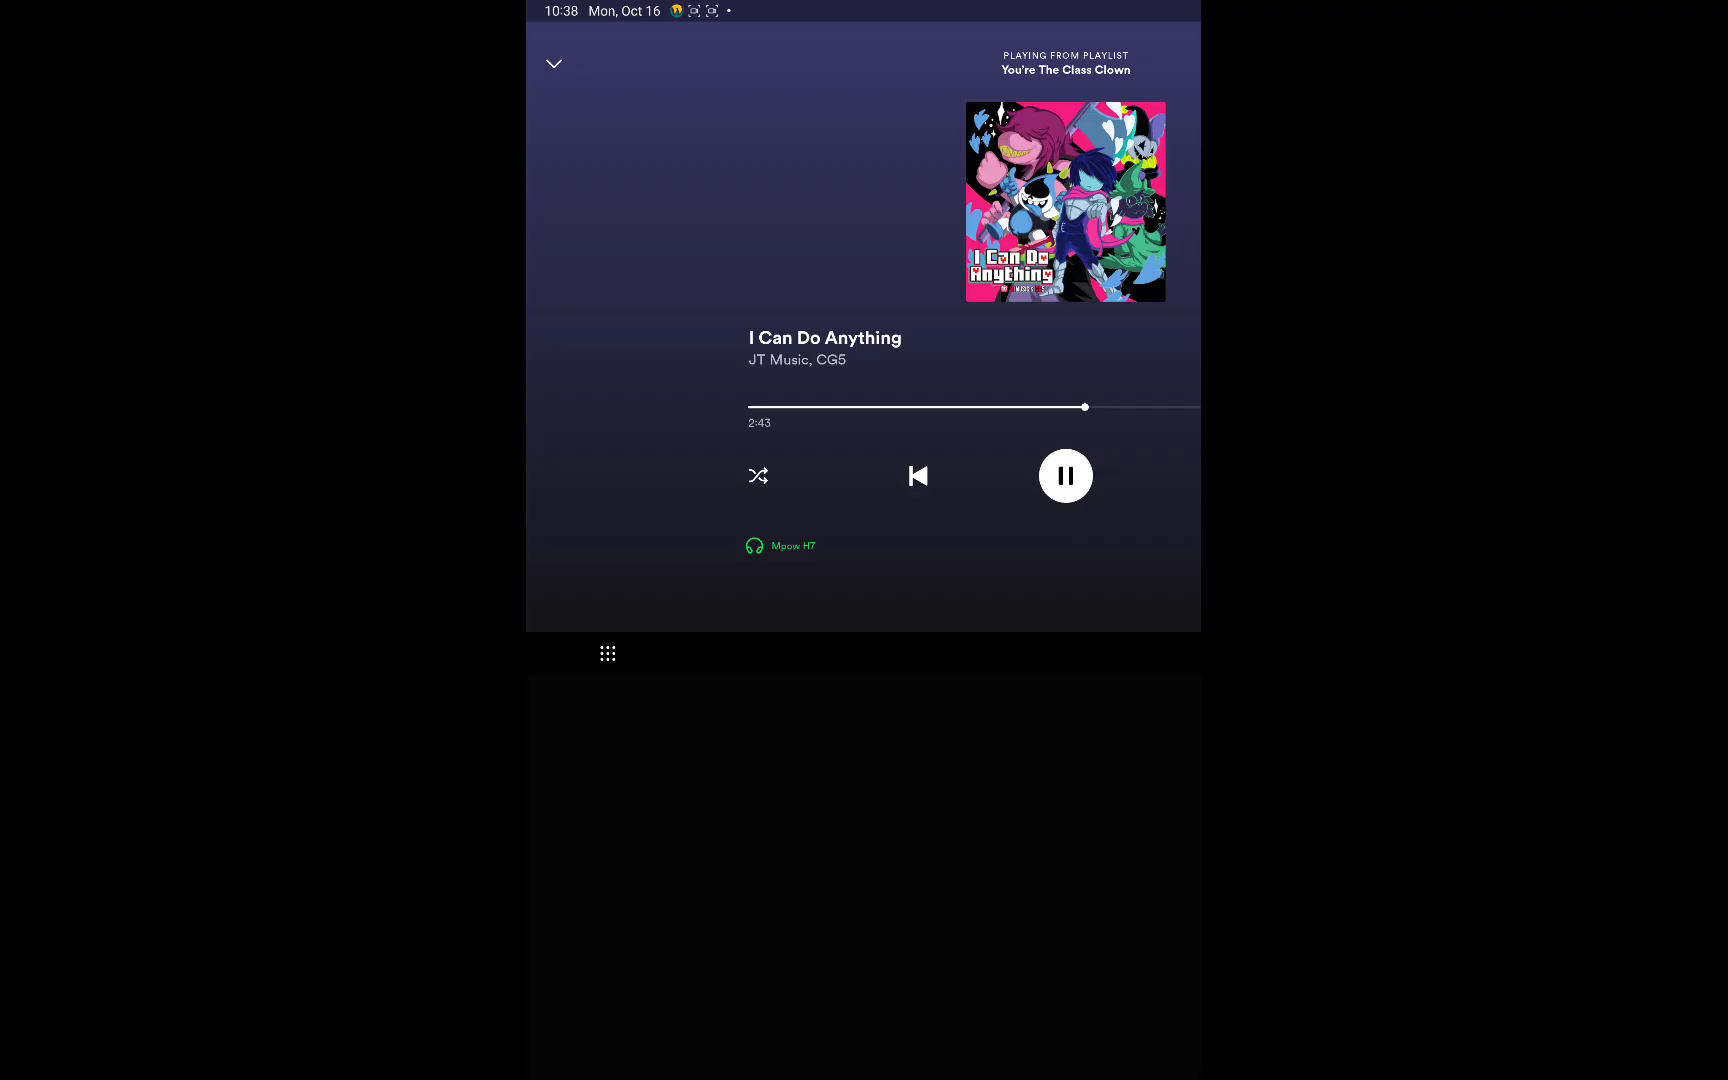 10:38 Mon, Oct 16
PLAYING FROM PLAYLIST
You're The Class Clown
I Can Do
Anything
I Can Do Anything
JT Music, CG5
2:43
Mpow H7